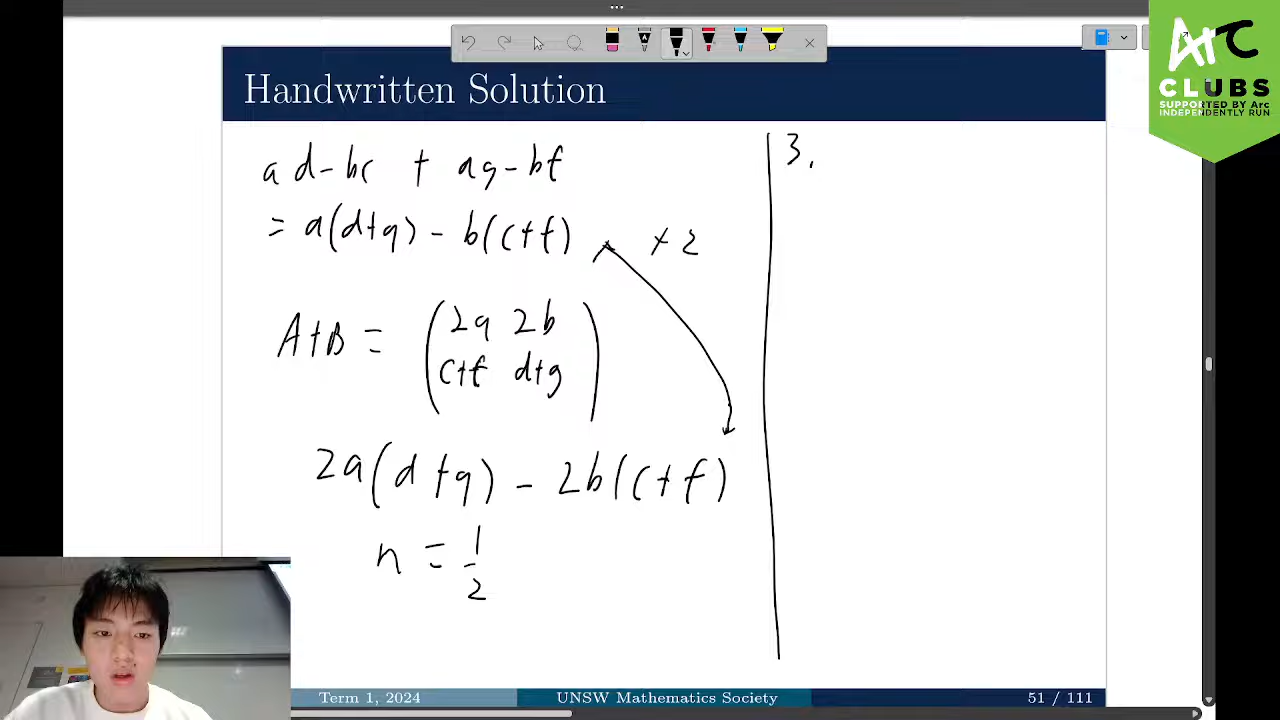 Arc
CLUBS
SUPPORTED BY Arc
INDEPENDENTLY RUN
Handwritten Solution
ad-bc + ag-bf
= a(d+g) - b(c+f)
×2
A+B = (2a 2b
c+f d+g)
2a(d+g) - 2b(c+f)
n = 1/2
3.
Term 1, 2024
UNSW Mathematics Society
51 / 111